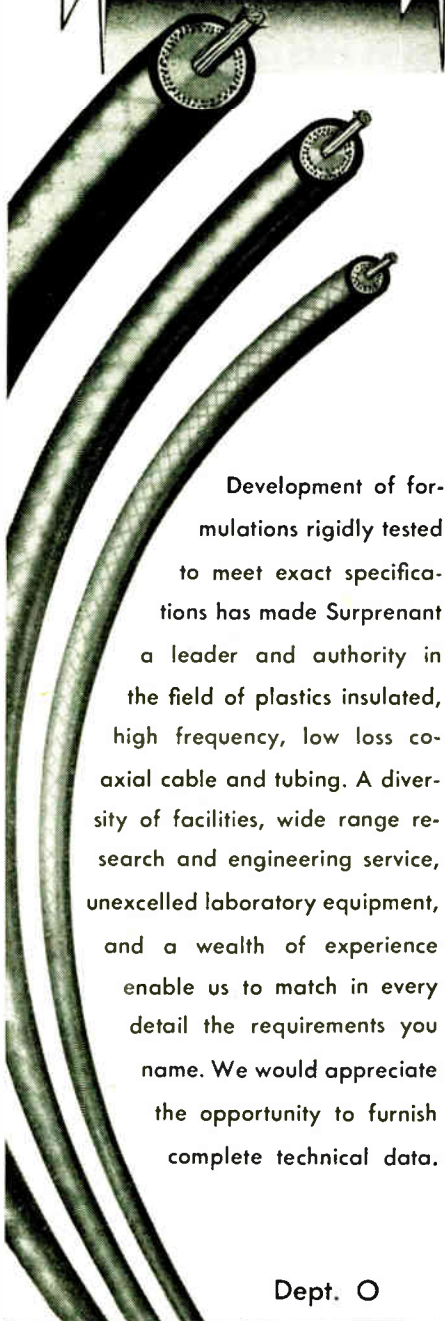 Development of for-
mulations rigidly tested
to meet exact specifica-
tions has made Surprenant
a leader and authority in
the field of plastics insulated,
high frequency, low loss co-
axial cable and tubing. A diver-
sity of facilities, wide range re-
search and engineering service,
unexcelled laboratory equipment,
and a wealth of experience
enable us to match in every
detail the requirements you
name. We would appreciate
the opportunity to furnish
complete technical data.
Dept. O